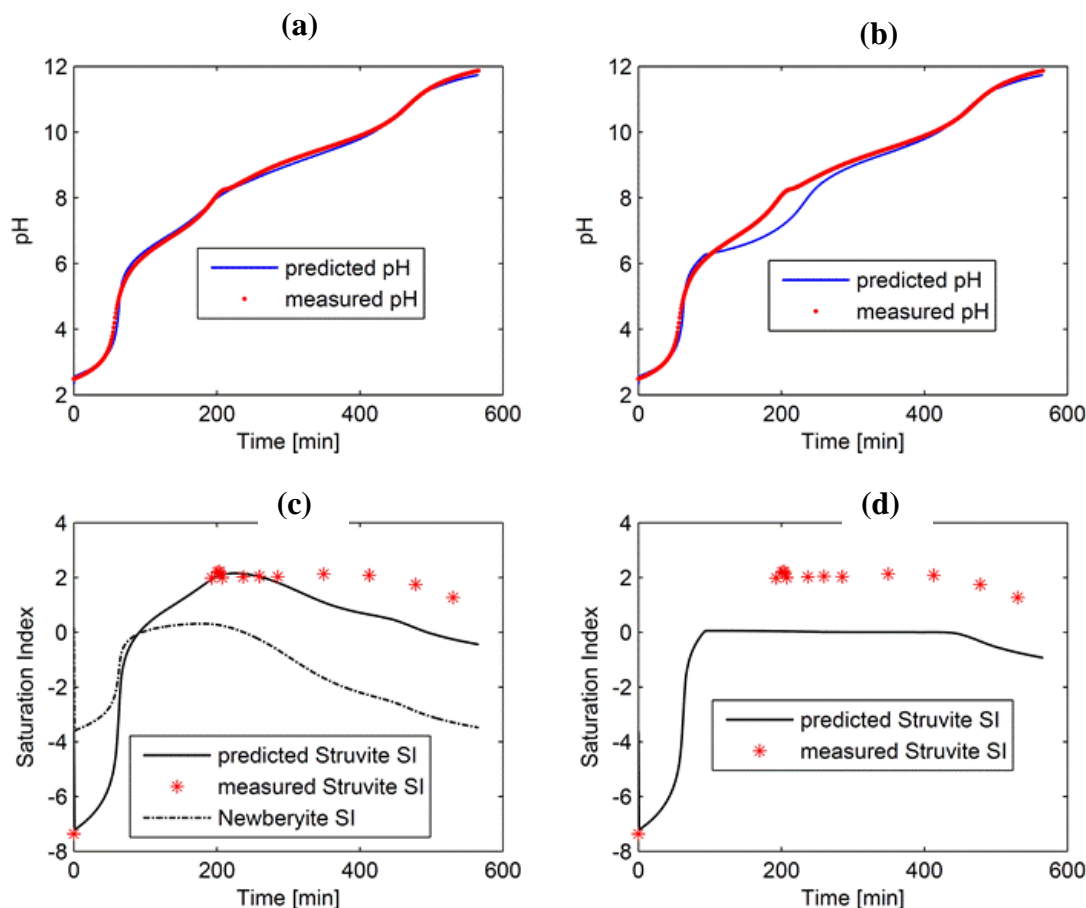 (a)
12
10
8
6
4
2
pH
predicted pH
measured pH
0
200
400
600
Time [min]
(b)
12
10
8
6
4
2
pH
predicted pH
measured pH
0
200
400
600
Time [min]
(c)
4
2
0
-2
-4
-6
-8
Saturation Index
predicted Struvite SI
measured Struvite SI
Newberyite SI
0
200
400
600
Time [min]
(d)
4
2
0
-2
-4
-6
-8
Saturation Index
predicted Struvite SI
measured Struvite SI
0
200
400
600
Time [min]